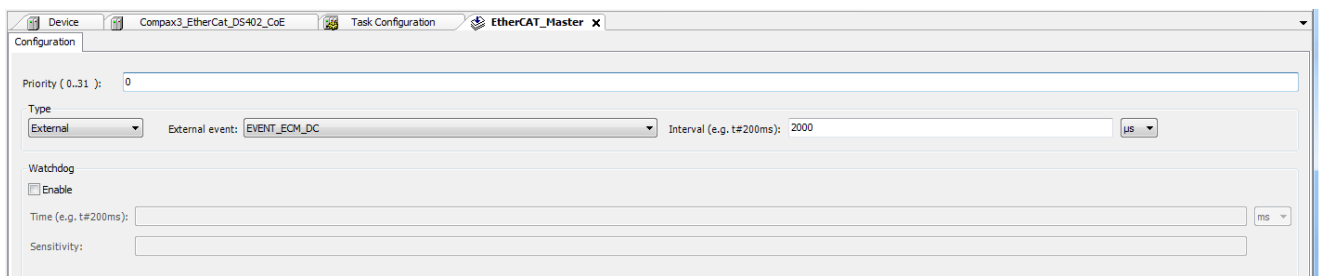 Device Compax3_EtherCat_DS402_CoE Task Configuration EtherCAT_Master x
Configuration
Priority ( 0..31 ): 0
Type
External External event: EVENT_ECM_DC Interval (e.g. t#200ms): 2000 µs
Watchdog
Enable
Time (e.g. t#200ms): ms
Sensitivity: